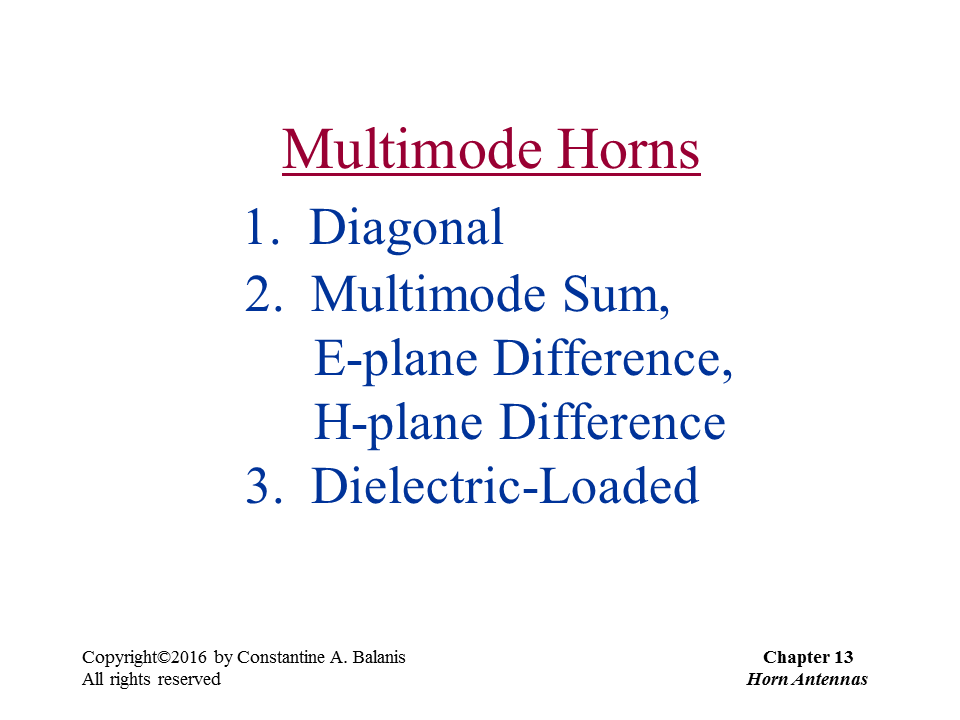 Multimode Horns
1. Diagonal
2. Multimode Sum,
E-plane Difference,
H-plane Difference
3. Dielectric-Loaded
Copyright©2016 by Constantine A. Balanis
All rights reserved
Chapter 13
Horn Antennas